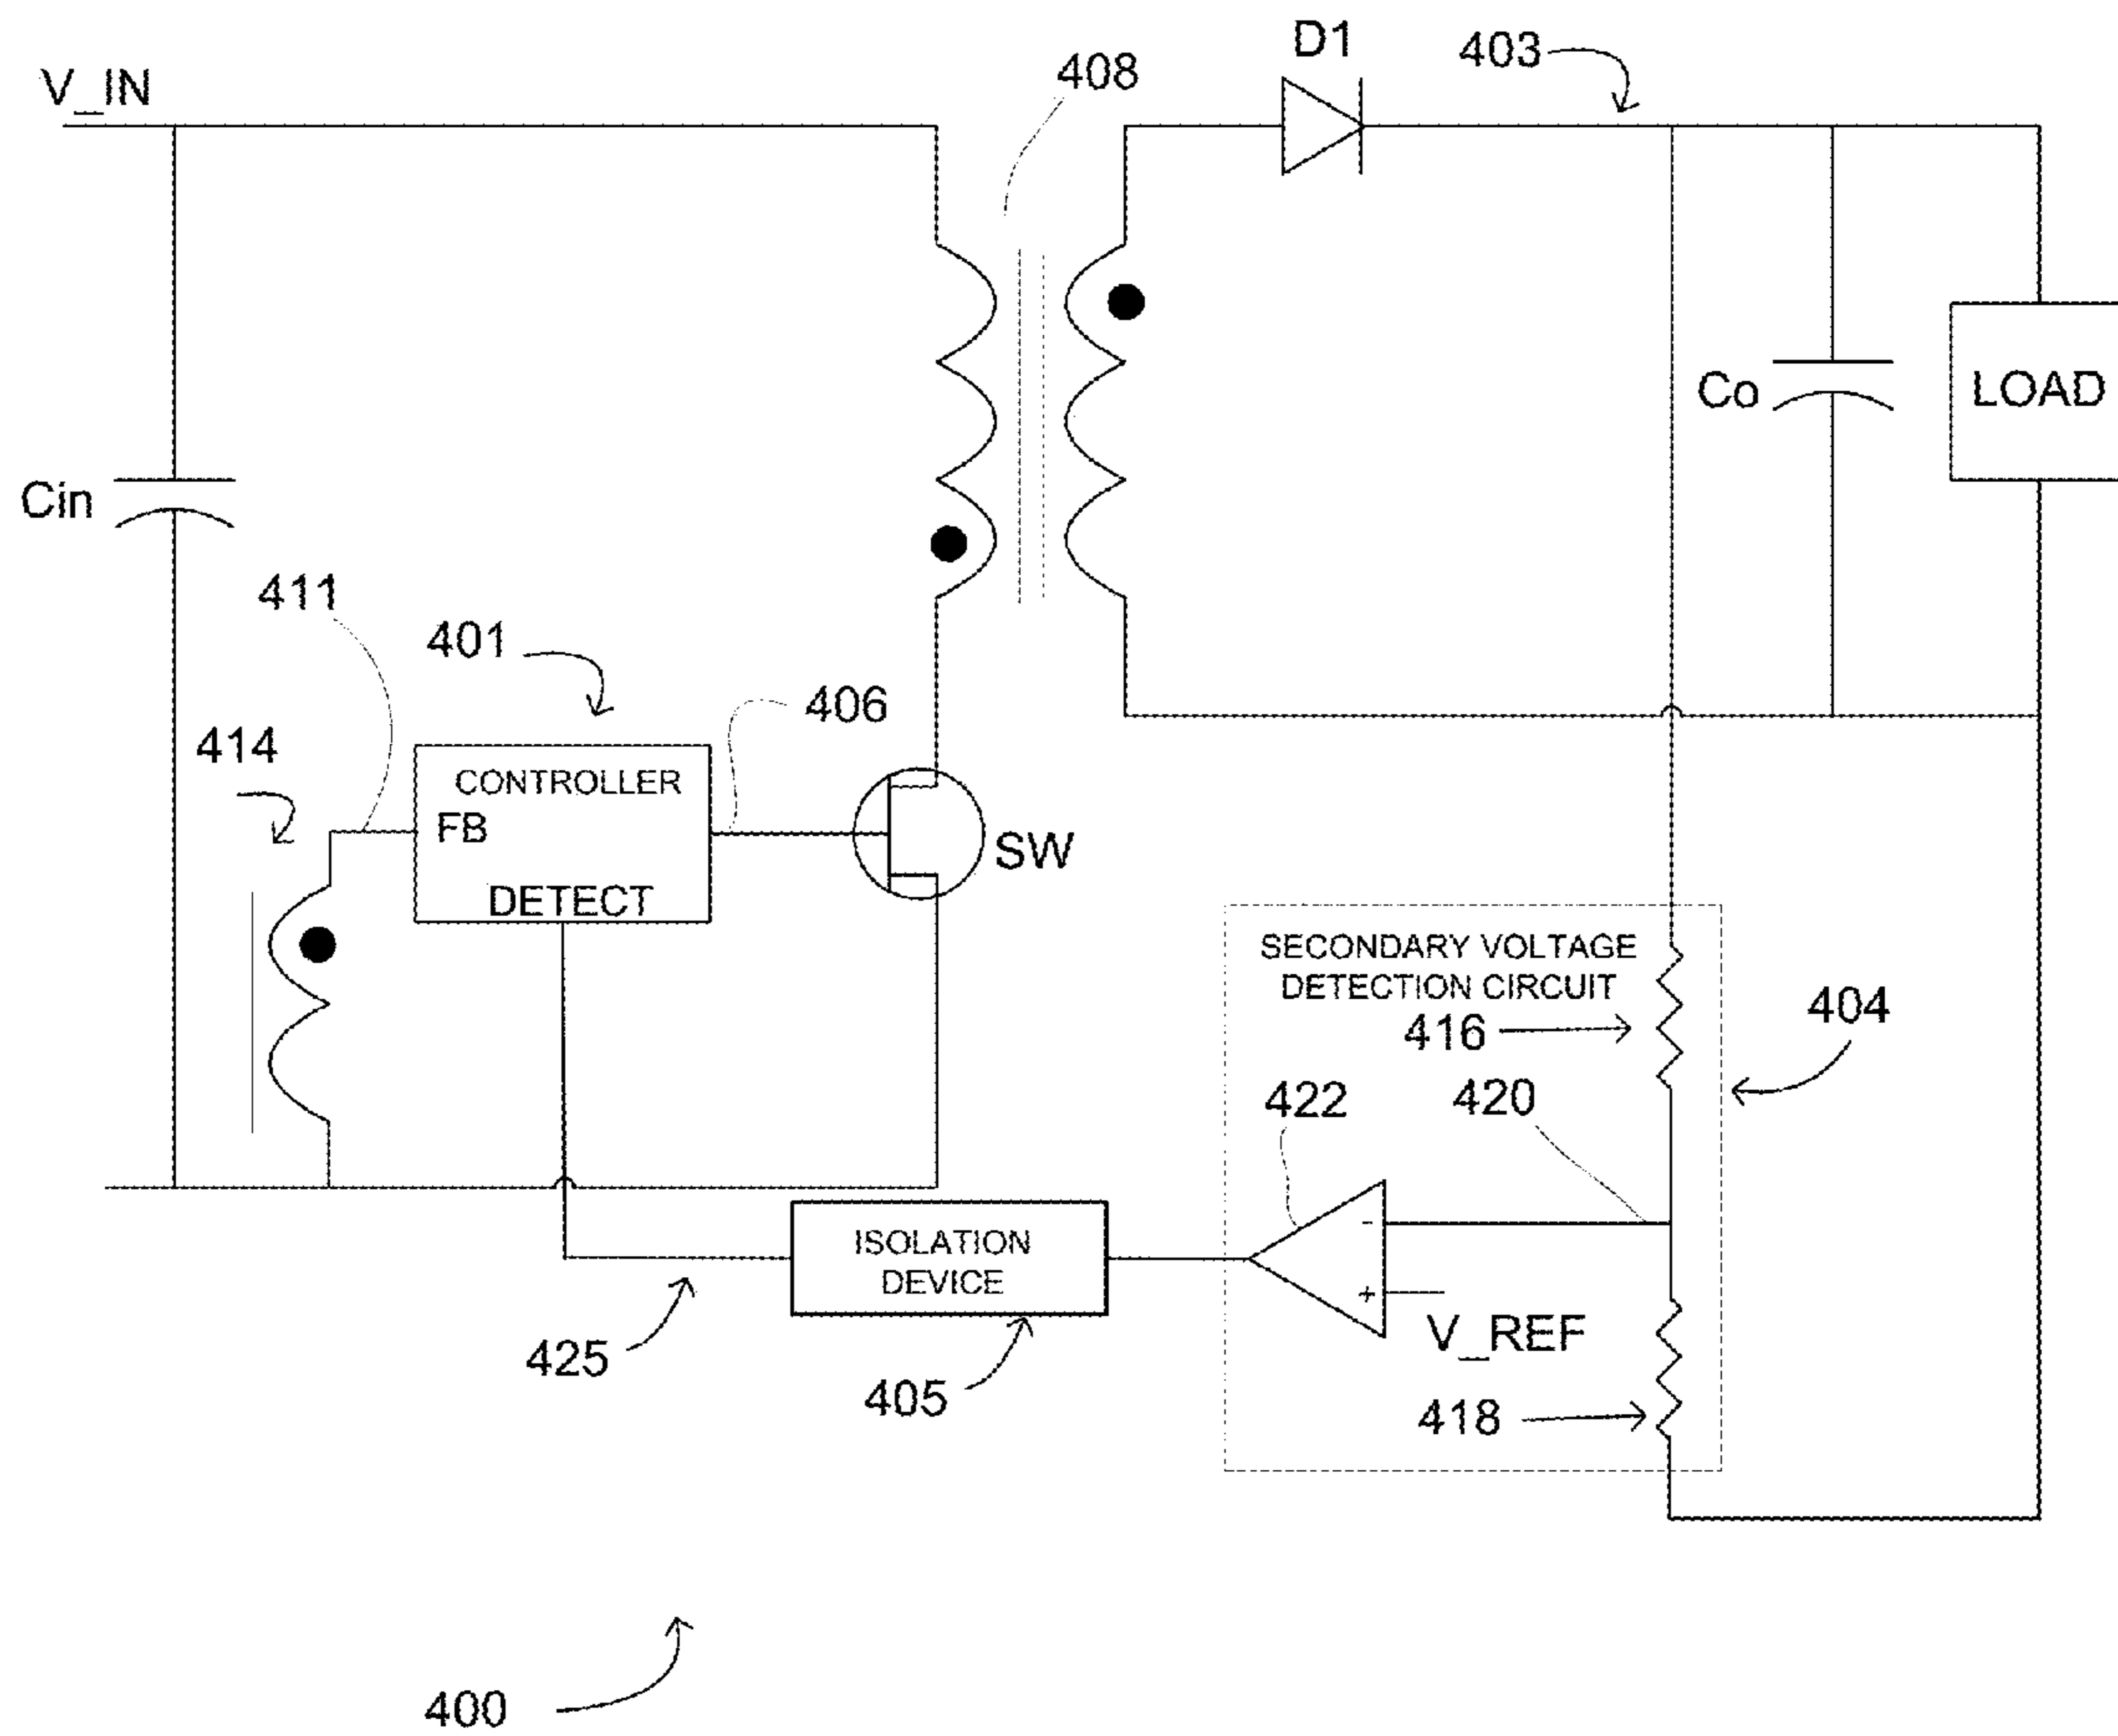 D1
403
V_IN
408
Co
LOAD
Cin
411
401
406
414
CONTROLLER
FB
DETECT
SW
SECONDARY VOLTAGE
DETECTION CIRCUIT
416
404
422
420
-
ISOLATION
DEVICE
+
V_REF
425
405
418
400